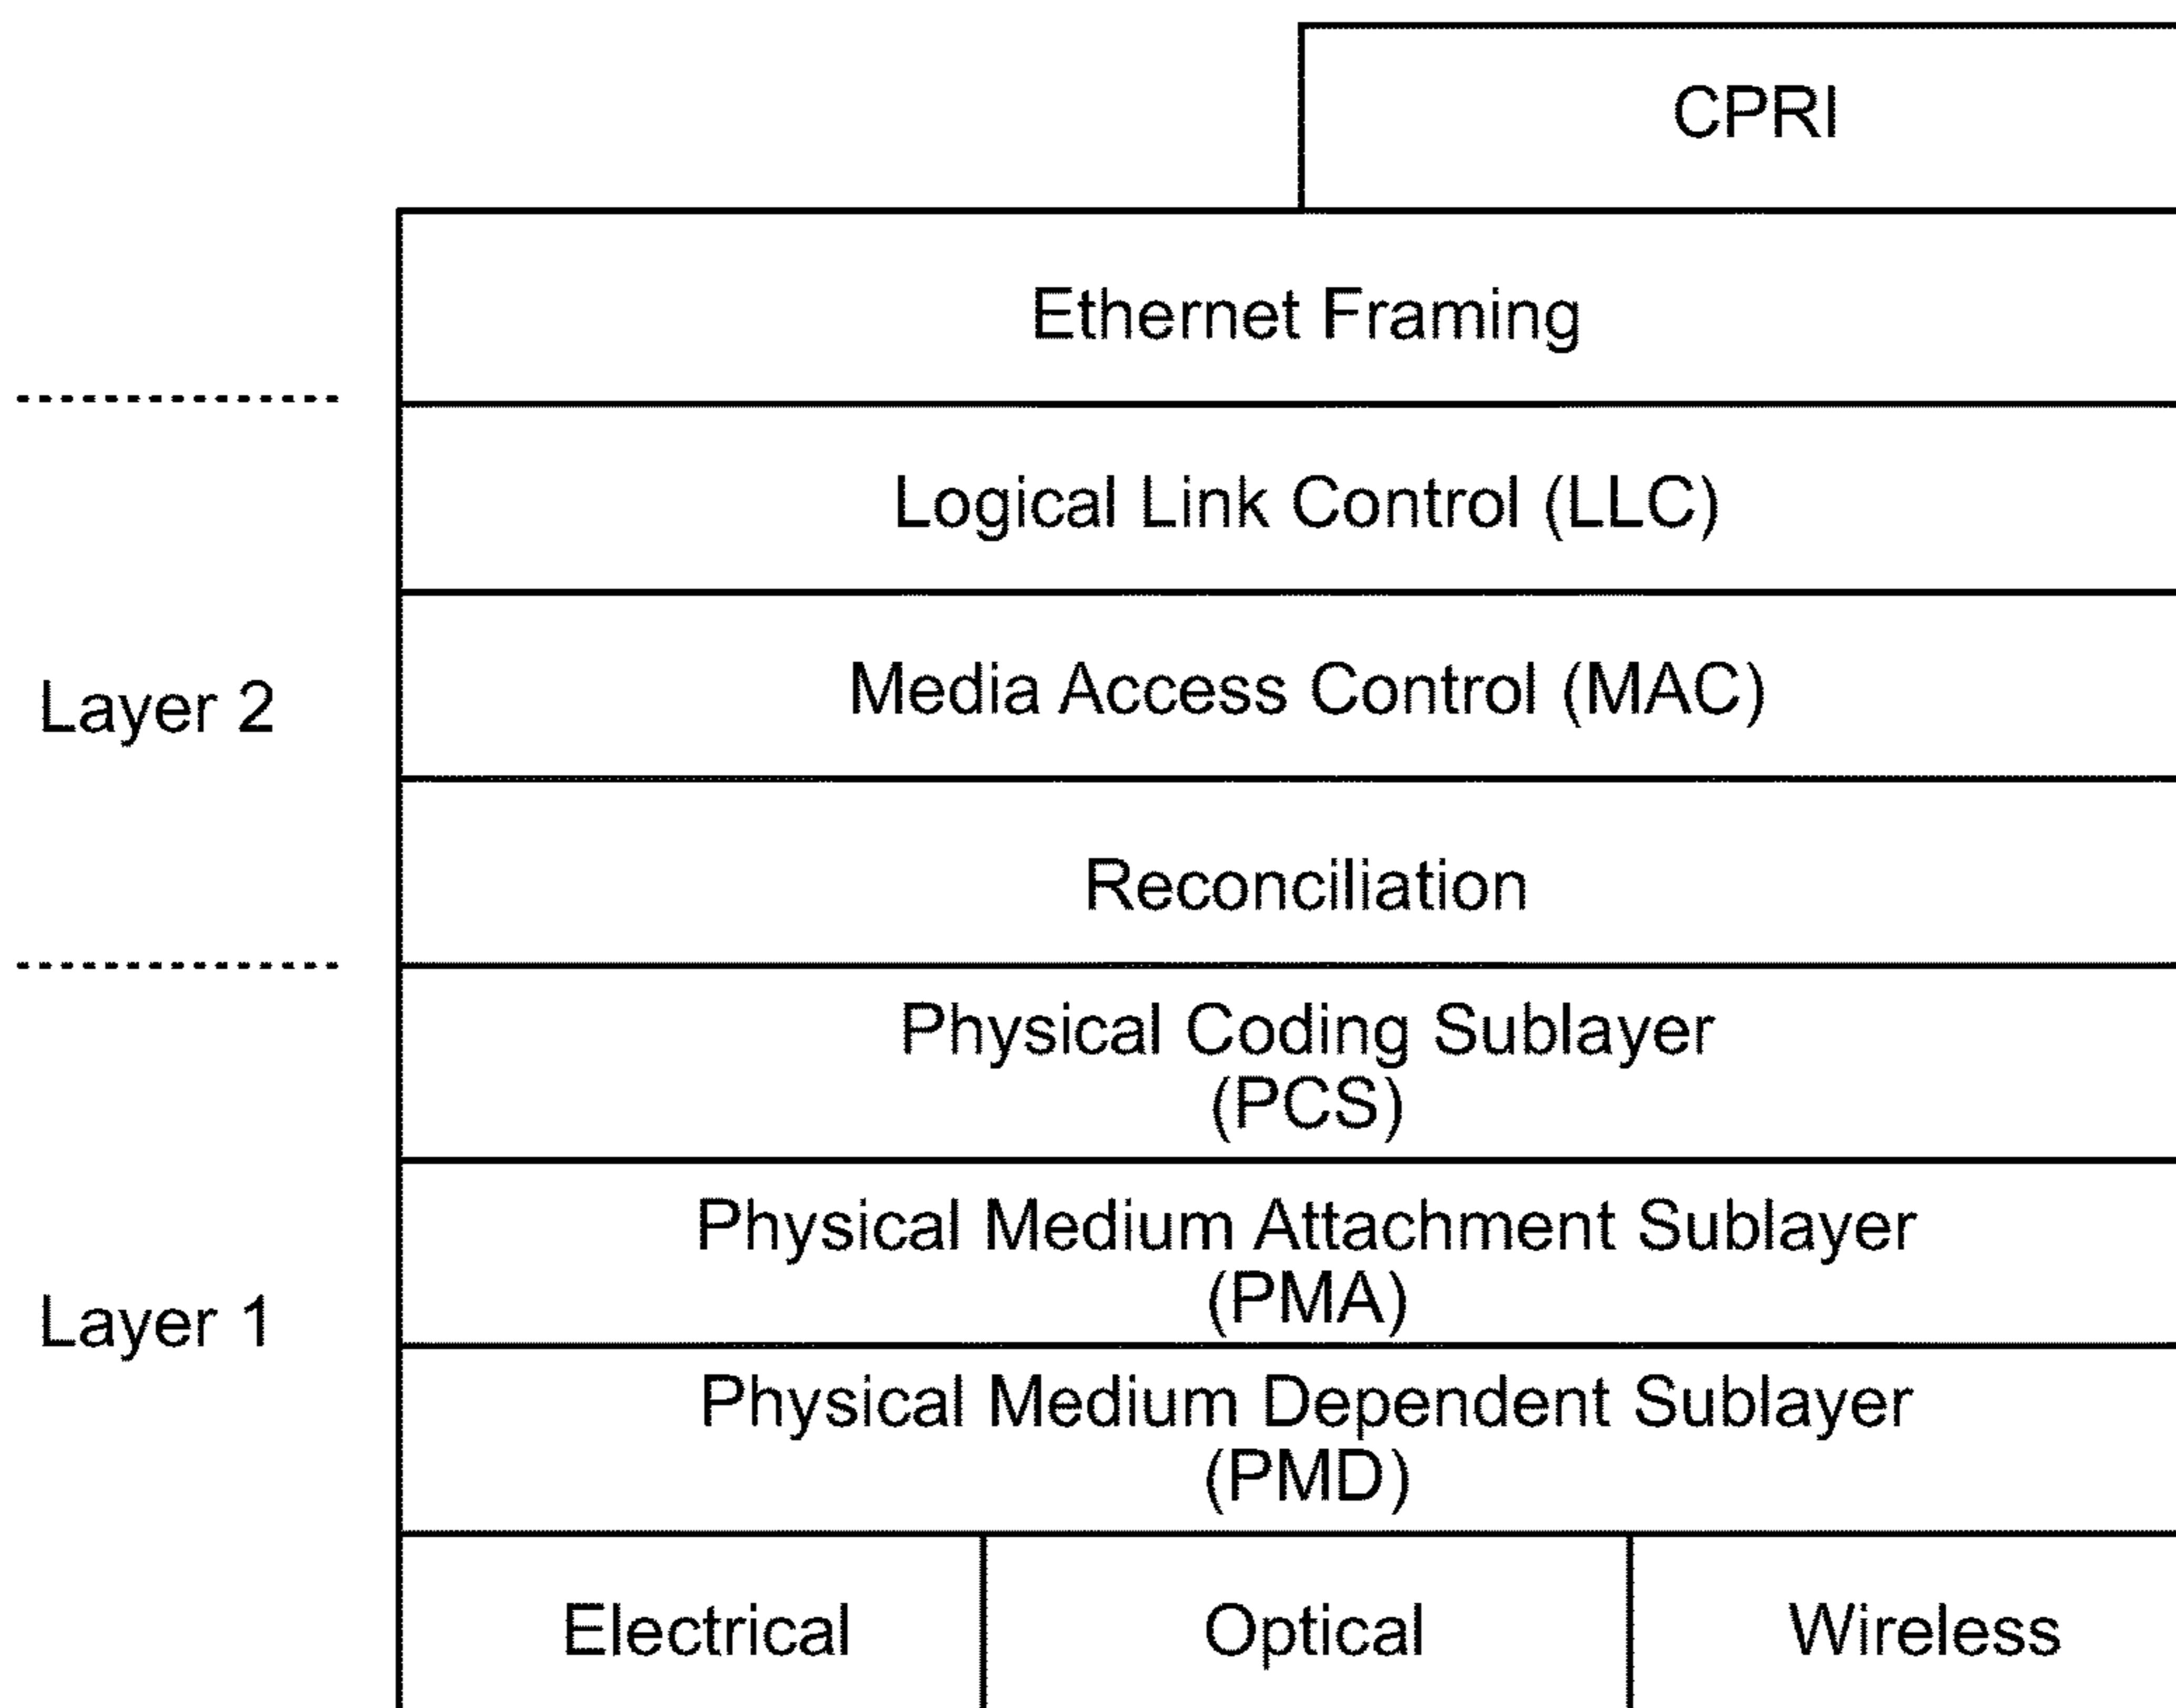 CPRI
Ethernet Framing
Logical Link Control (LLC)
Layer 2
Media Access Control (MAC)
Reconciliation
Physical Coding Sublayer
(PCS)
Layer 1
Physical Medium Attachment Sublayer
(PMA)
Physical Medium Dependent Sublayer
(PMD)
Electrical
Optical
Wireless